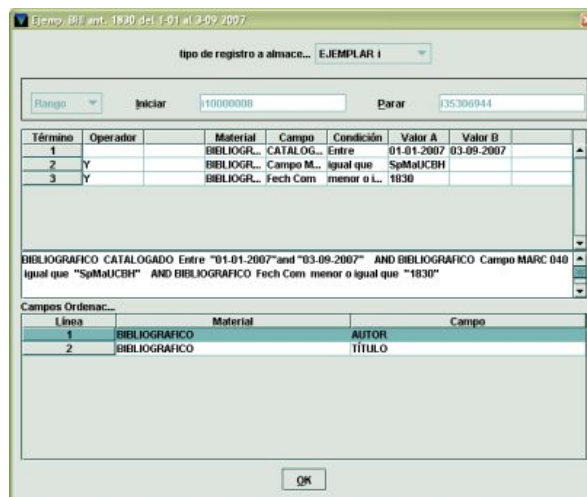 Ejemp. Bibl ant. 1830 del 1-01 al 3-09 2007
tipo de registro a almace... EJEMPLAR i
Rango Iniciar i10000008 Parar i35306944
Término Operador Material Campo Condición Valor A Valor B
1 BIBLIOGR... CATALOG... Entre 01-01-2007 03-09-2007
2 Y BIBLIOGR... Campo M... igual que SpMaUCBH
3 Y BIBLIOGR... Fech Com menor o i... 1830
BIBLIOGRAFICO CATALOGADO Entre "01-01-2007"and "03-09-2007" AND BIBLIOGRAFICO Campo MARC 040
igual que "SpMaUCBH" AND BIBLIOGRAFICO Fech Com menor o igual que "1830"
Campos Ordenac...
Línea Material Campo
1 BIBLIOGRAFICO AUTOR
2 BIBLIOGRAFICO TÍTULO
OK